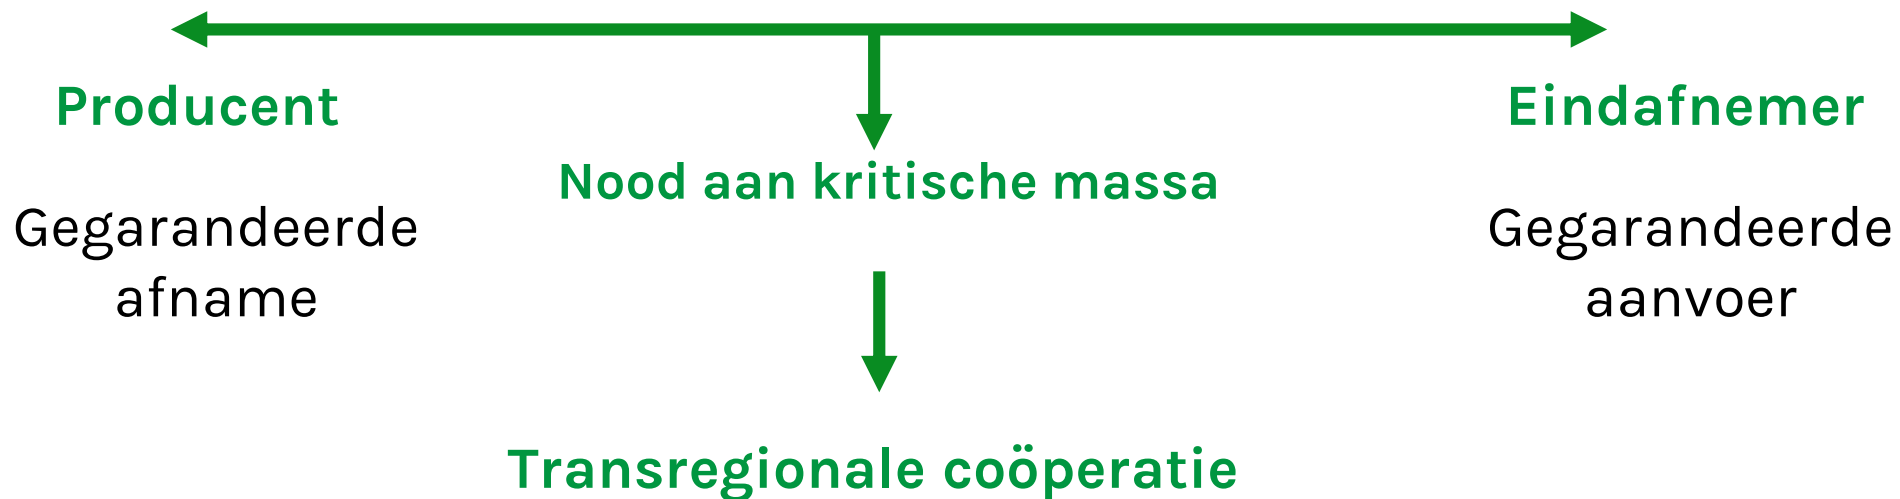 Producent
Eindafnemer
Nood aan kritische massa
Gegarandeerde
afname
Gegarandeerde
aanvoer
Transregionale coöperatie